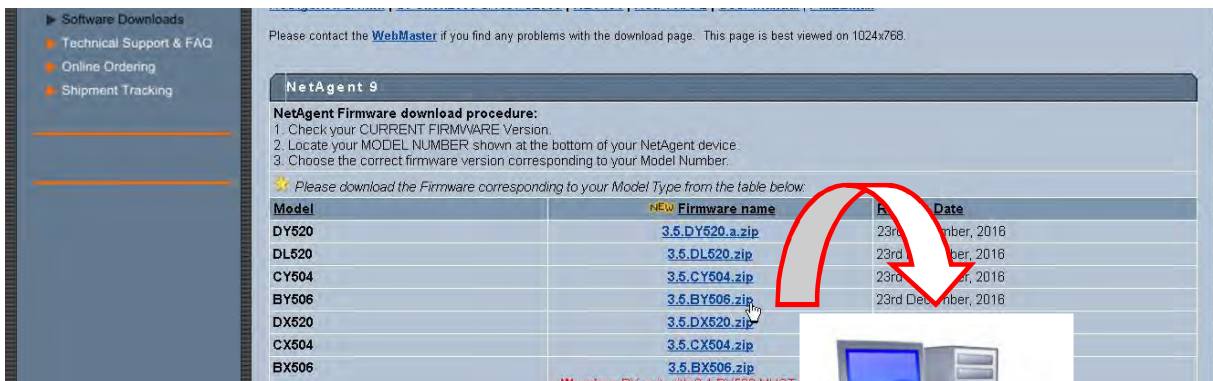 Software Downloads
Technical Support & FAQ
Online Ordering
Shipment Tracking
Please contact the WebMaster if you find any problems with the download page. This page is best viewed on 1024x768.
NetAgent 9
NetAgent Firmware download procedure:
1. Check your CURRENT FIRMWARE Version.
2. Locate your MODEL NUMBER shown at the bottom of your NetAgent device.
3. Choose the correct firmware version corresponding to your Model Number.
Please download the Firmware corresponding to your Model Type from the table below:
Model NEW Firmware name Date
DY520 3.5.DY520.a.zip 23rd 2016
DL520 3.5.DL520.zip 23rd 2016
CY504 3.5.CY504.zip 23rd 2016
BY506 3.5.BY506.zip 23rd December, 2016
DX520 3.5.DX520.zip
CX504 3.5.CX504.zip
BX506 3.5.BX506.zip